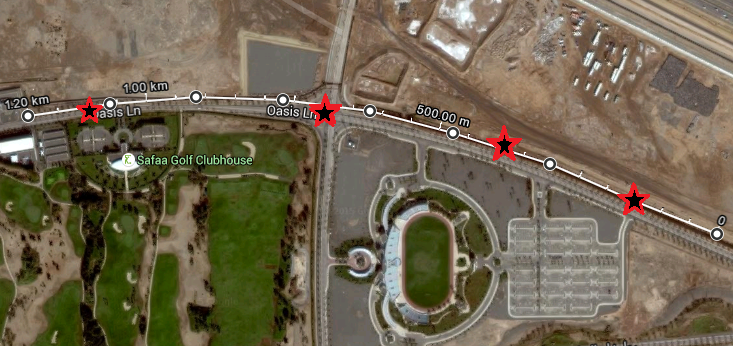 1.20 km
1.00 km
Oasis Ln
Oasis Ln
500.00 m
Safaa Golf Clubhouse
0